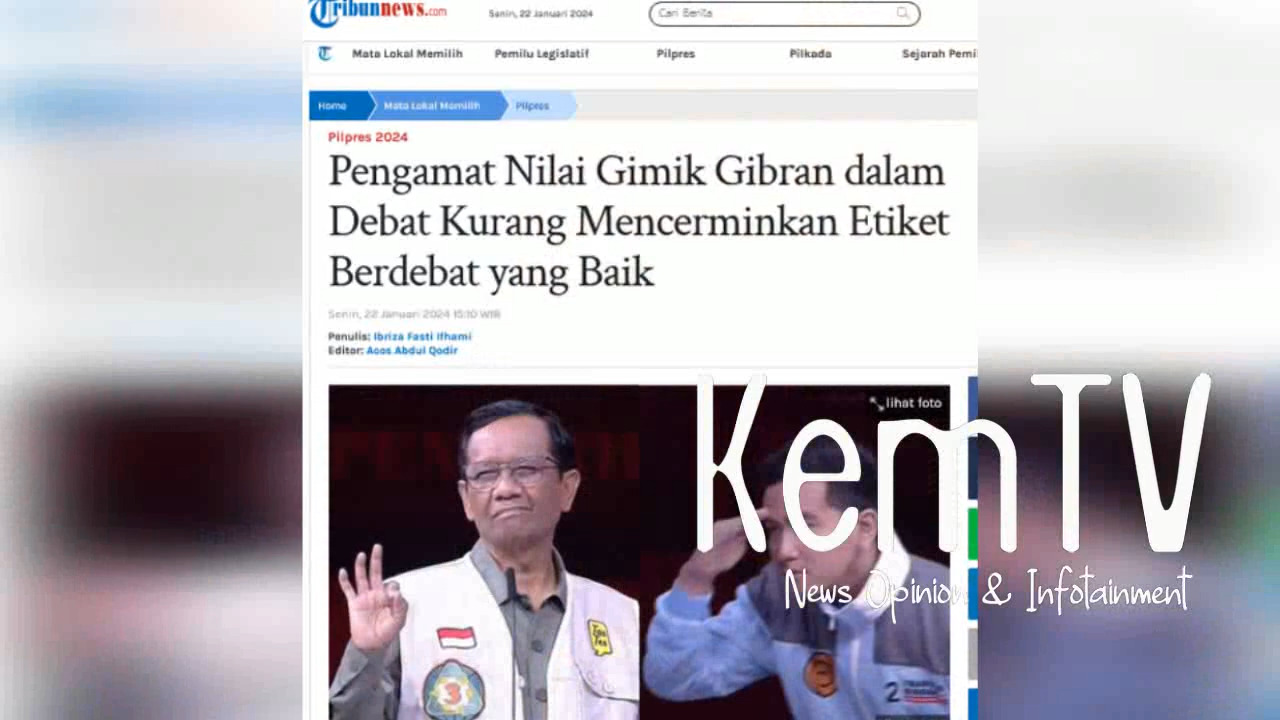 Tribunnews.com
Senin, 22 Januari 2024
Cari Berita
Mata Lokal Memilih Pemilu Legislatif Pilpres Pilkada Sejarah Pemi
Home Mata Lokal Memilih Pilpres
Pilpres 2024
Pengamat Nilai Gimik Gibran dalam
Debat Kurang Mencerminkan Etiket
Berdebat yang Baik
Senin, 22 Januari 2024 15:10 WIB
Penulis: Ibriza Fasti Ifhami
Editor: Acos Abdul Qodir
lihat foto
KemTV
News Opinion & Infotainment
3
3
2